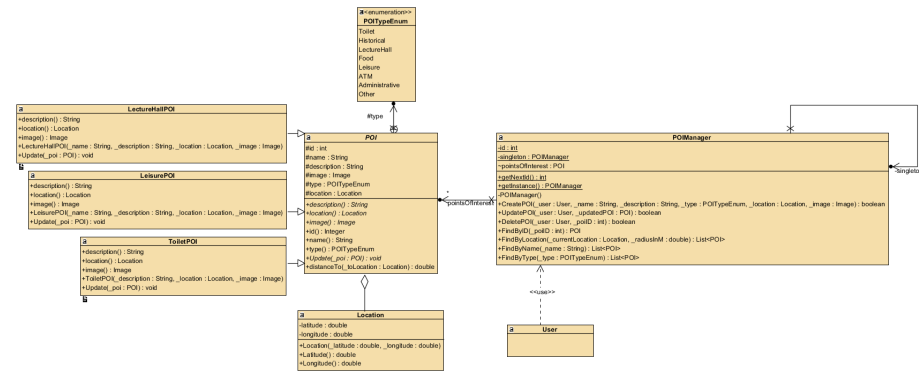 <<enumeration>>
POITypeEnum
Toilet
Historical
LectureHall
Food
Leisure
ATM
Administrative
Other
#type
LectureHallPOI
+description() : String
+location() : Location
+image() : Image
+LectureHallPOI(_name : String, _description : String, _location : Location, _image : Image)
+Update(_poi : POI) : void
LeisurePOI
+description() : String
+location() : Location
+image() : Image
+LeisurePOI(_name : String, _description : String, _location : Location, _image : Image)
+Update(_poi : POI) : void
ToiletPOI
+description() : String
+location() : Location
+image() : Image
+ToiletPOI(_description : String, _location : Location, _image : Image)
+Update(_poi : POI) : void
POI
#id : int
#name : String
#description : String
#image : Image
#type : POITypeEnum
#location : Location
+description() : String
+location() : Location
+image() : Image
+id() : Integer
+name() : String
+type() : POITypeEnum
+Update(_poi : POI) : void
+distanceTo(_toLocation : Location) : double
*
~pointsOfInterest
POIManager
-id : int
-singleton : POIManager
~pointsOfInterest : POI
+getNextId() : int
+getInstance() : POIManager
-POIManager()
+CreatePOI(_user : User, _name : String, _description : String, _type : POITypeEnum, _location : Location, _image : Image) : boolean
+UpdatePOI(_user : User, _updatedPOI : POI) : boolean
+DeletePOI(_user : User, _poiID : int) : boolean
+FindByID(_poiID : int) : POI
+FindByLocation(_currentLocation : Location, _radiusInM : double) : List<POI>
+FindByName(_name : String) : List<POI>
+FindByType(_type : POITypeEnum) : List<POI>
-singleto
<<use>>
User
Location
-latitude : double
-longitude : double
+Location(_latitude : double, _longitude : double)
+Latitude() : double
+Longitude() : double